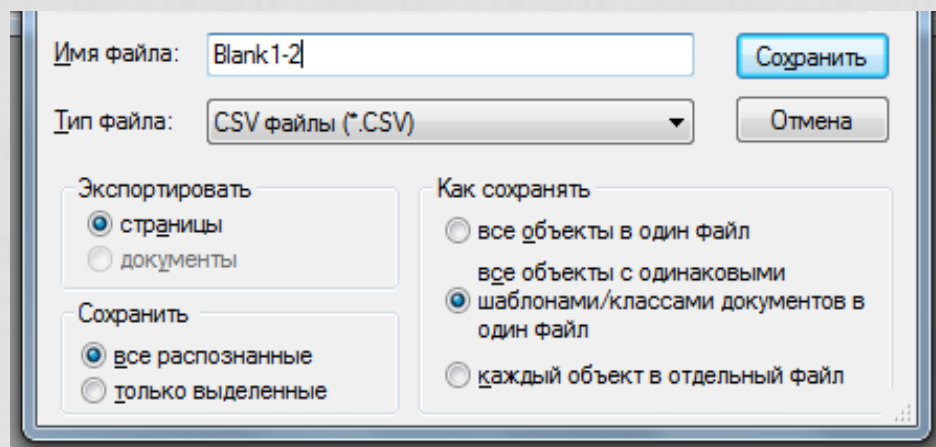 Имя файла: Blank1-2 Сохранить
Тип файла: CSV файлы (*.CSV) Отмена
Экспортировать
страницы
документы
Сохранить
все распознанные
только выделенные
Как сохранять
все объекты в один файл
все объекты с одинаковыми
шаблонами/классами документов в
один файл
каждый объект в отдельный файл